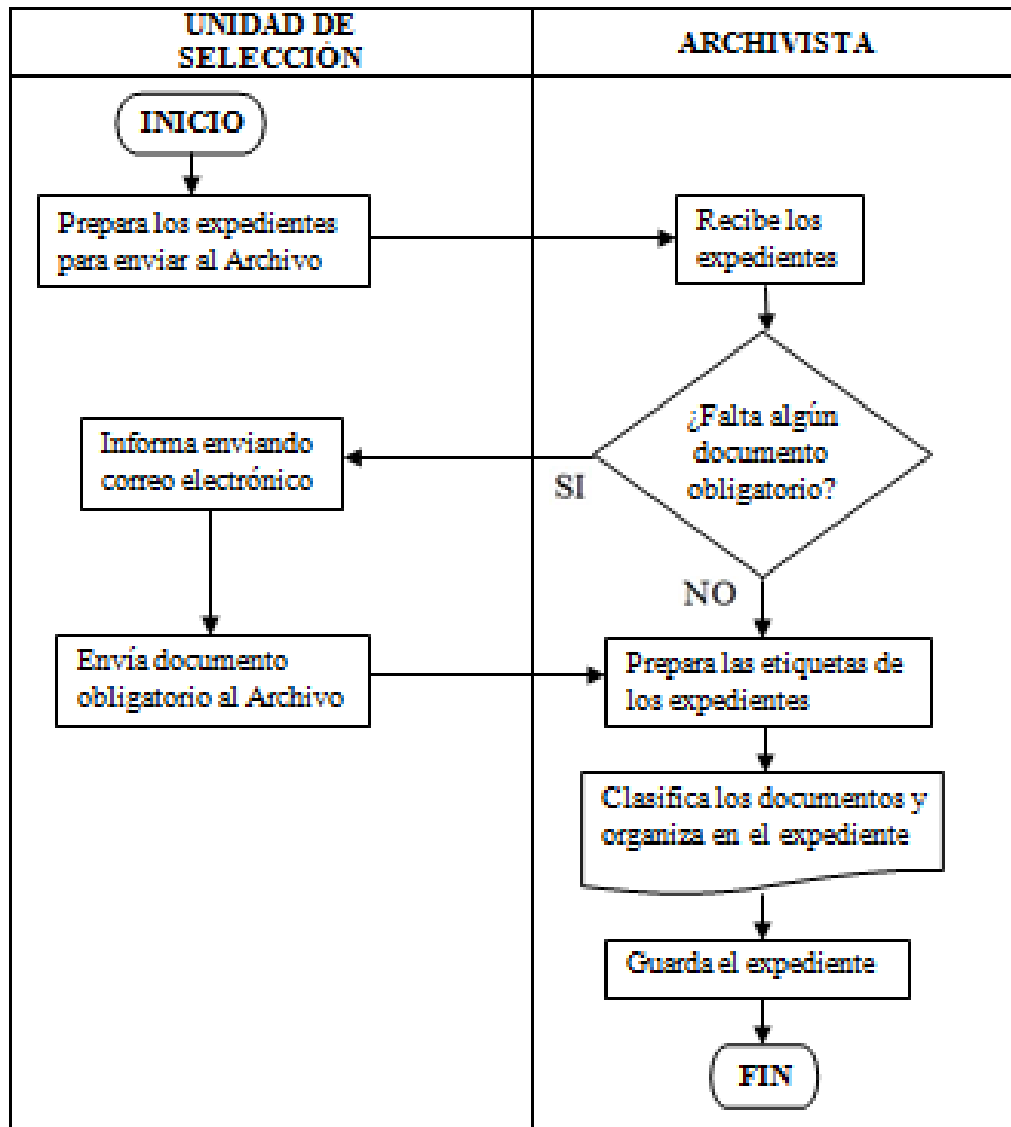 UNIDAD DE
SELECCIÓN
ARCHIVISTA
INICIO
Prepara los expedientes
para enviar al Archivo
Recibe los
expedientes
¿Falta algún
documento
obligatorio?
SI
Informa enviando
correo electrónico
NO
Envía documento
obligatorio al Archivo
Prepara las etiquetas de
los expedientes
Clasifica los documentos y
organiza en el expediente
Guarda el expediente
FIN